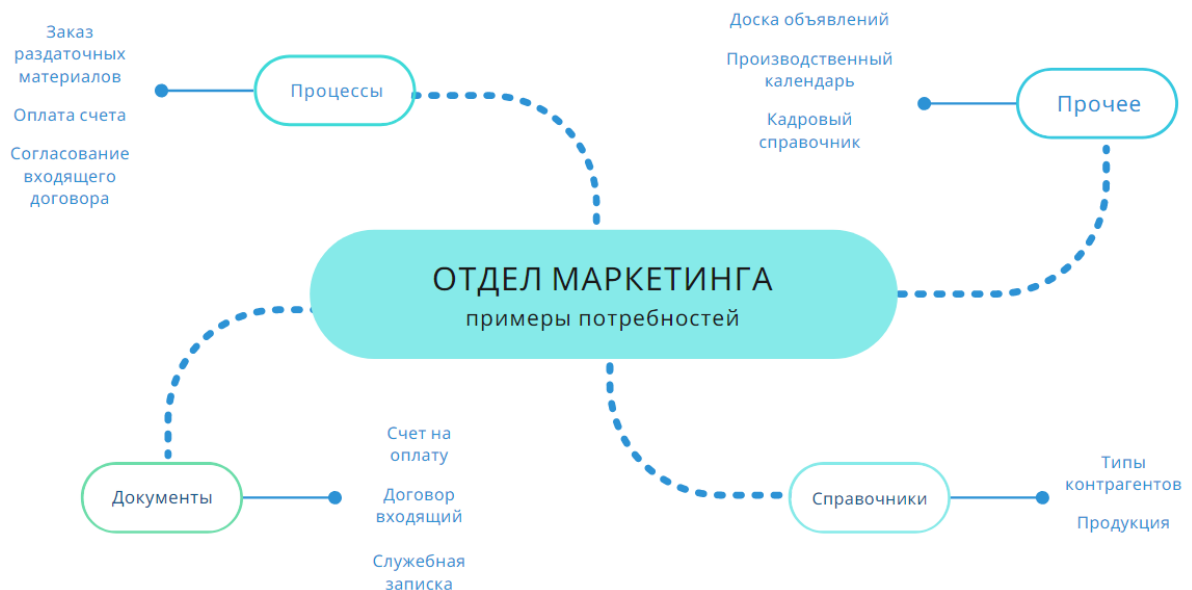 Заказ
раздаточных
материалов
Оплата счета
Согласование
входящего
договора
Процессы
Доска объявлений
Производственный
календарь
Кадровый
справочник
Прочее
ОТДЕЛ МАРКЕТИНГА
примеры потребностей
Документы
Счет на
оплату
Договор
входящий
Служебная
записка
Справочники
Типы
контрагентов
Продукция